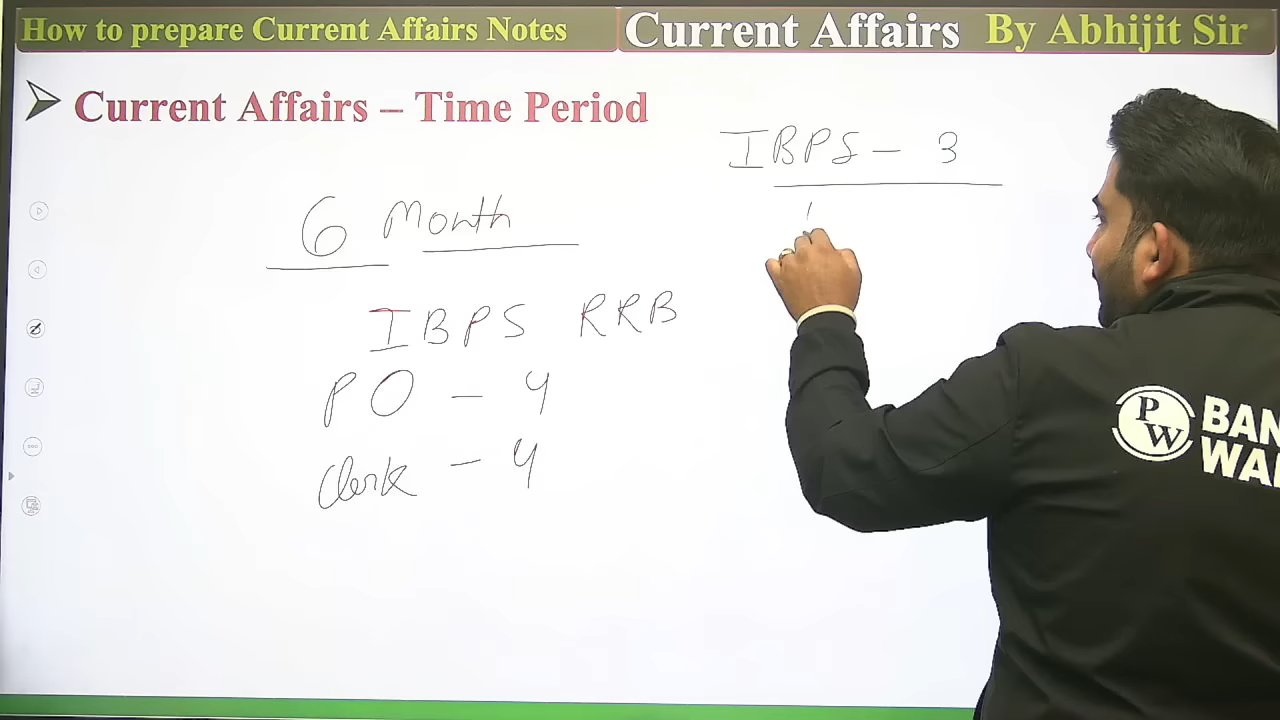 How to prepare Current Affairs Notes
Current Affairs By Abhijit Sir
Current Affairs – Time Period
IBPS – 3
6 Month
IBPS RRB
PO – 4
Clerk – 4
PW
BAN
WAL